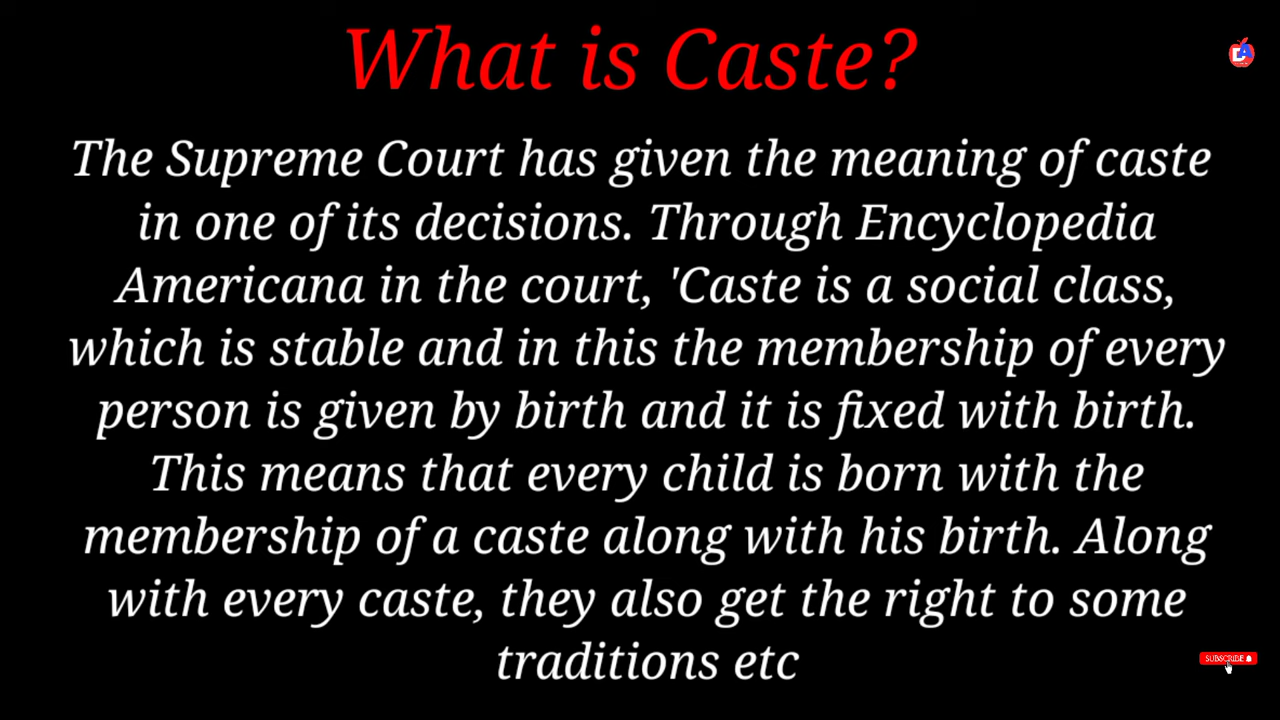 What is Caste?
The Supreme Court has given the meaning of caste
in one of its decisions. Through Encyclopedia
Americana in the court, 'Caste is a social class,
which is stable and in this the membership of every
person is given by birth and it is fixed with birth.
This means that every child is born with the
membership of a caste along with his birth. Along
with every caste, they also get the right to some
traditions etc
SUBSCRIBE